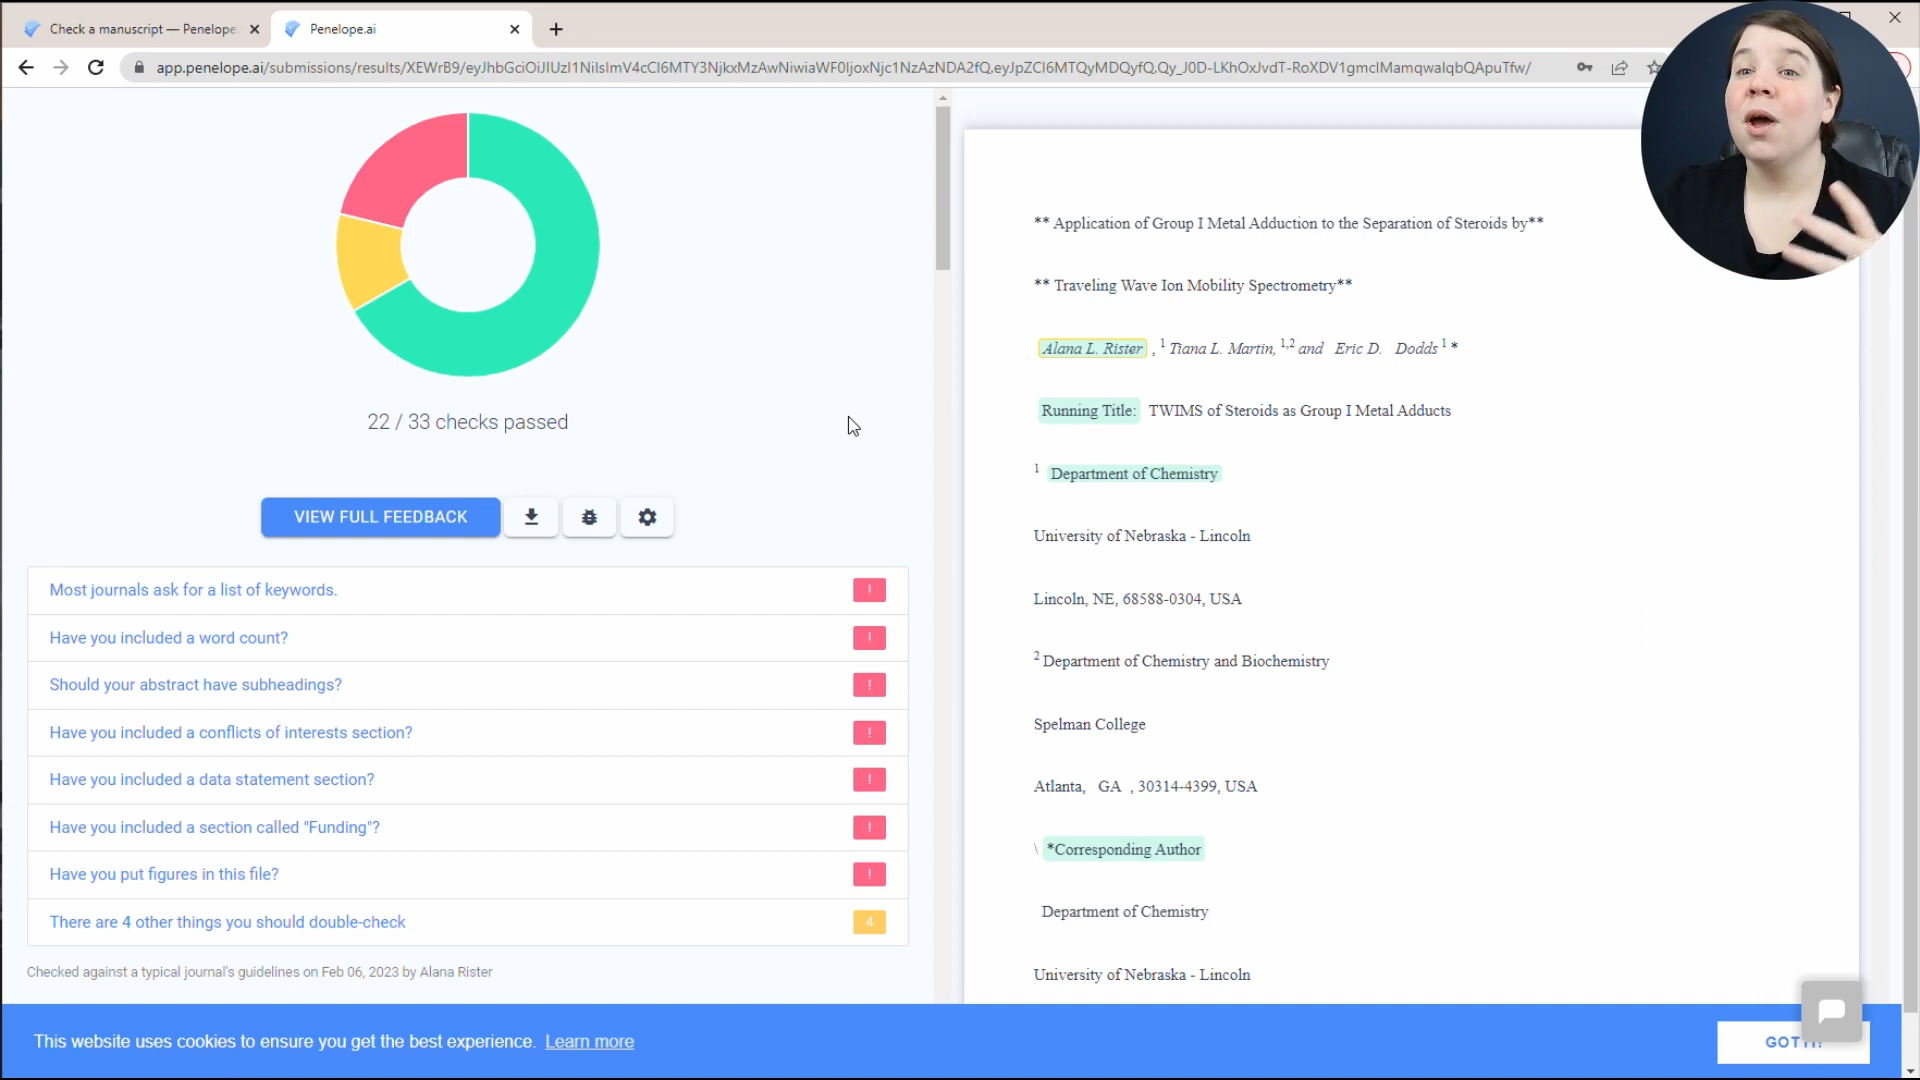 Check a manuscript — Penelope.
Penelope.ai
app.penelope.ai/submissions/results/
22 / 33 checks passed
VIEW FULL FEEDBACK
Most journals ask for a list of keywords.
!
Have you included a word count?
!
Should your abstract have subheadings?
!
Have you included a conflicts of interests section?
!
Have you included a data statement section?
!
Have you included a section called "Funding"?
!
Have you put figures in this file?
!
There are 4 other things you should double-check
4
Checked against a typical journal's guidelines on Feb 06, 2023 by Alana Rister
** Application of Group I Metal Adduction to the Separation of Steroids by**
** Traveling Wave Ion Mobility Spectrometry**
Alana L. Rister , 1 Tiana L. Martin, 1,2 and Eric D. Dodds 1 *
Running Title: TWIMS of Steroids as Group I Metal Adducts
1 Department of Chemistry
University of Nebraska - Lincoln
Lincoln, NE, 68588-0304, USA
2 Department of Chemistry and Biochemistry
Spelman College
Atlanta, GA , 30314-4399, USA
\ *Corresponding Author
Department of Chemistry
University of Nebraska - Lincoln
This website uses cookies to ensure you get the best experience. Learn more
GOT IT!